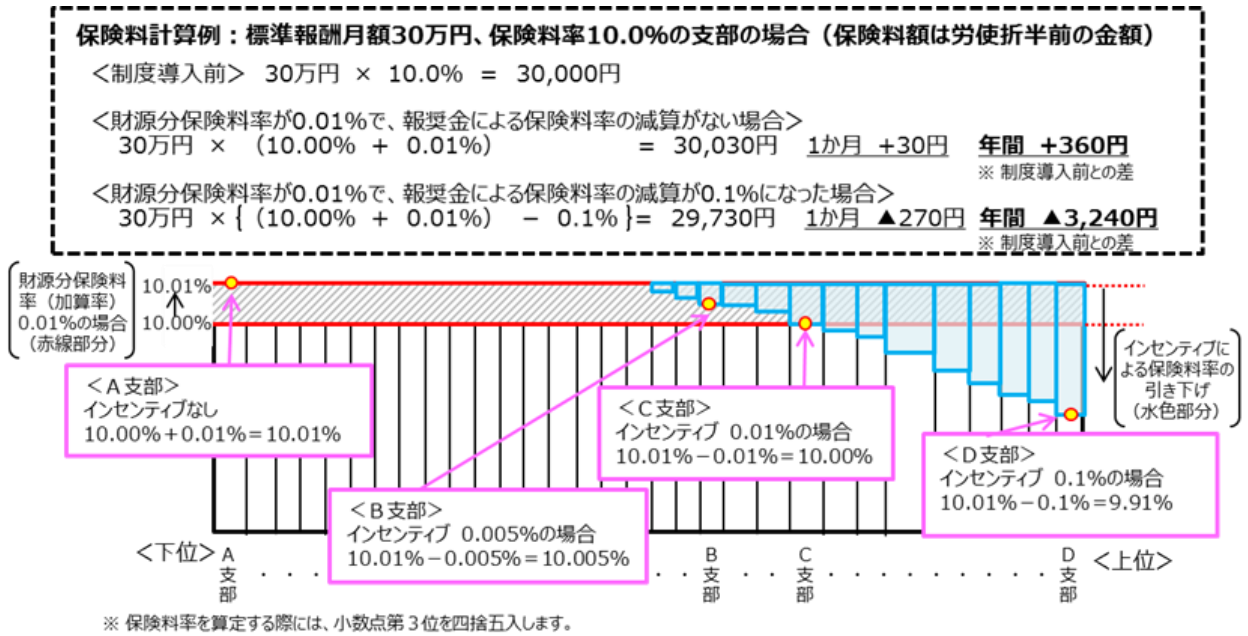 保険料計算例：標準報酬月額30万円、保険料率10.0%の支部の場合（保険料額は労使折半前の金額）
＜制度導入前＞ 30万円 × 10.0% = 30,000円
＜財源分保険料率が0.01%で、報奨金による保険料率の減算がない場合＞
30万円 × （10.00% + 0.01%） = 30,030円 1か月 +30円 年間 +360円
※ 制度導入前との差
＜財源分保険料率が0.01%で、報奨金による保険料率の減算が0.1%になった場合＞
30万円 ×｛（10.00% + 0.01%） － 0.1%｝= 29,730円 1か月 ▲270円 年間 ▲3,240円
※ 制度導入前との差
財源分保険料
率（加算率）
0.01%の場合
（赤線部分）
10.01%
10.00%
インセンティブに
よる保険料率の
引き下げ
（水色部分）
＜A支部＞
インセンティブなし
10.00%＋0.01%＝10.01%
＜B支部＞
インセンティブ 0.005%の場合
10.01%－0.005%＝10.005%
＜C支部＞
インセンティブ 0.01%の場合
10.01%－0.01%＝10.00%
＜D支部＞
インセンティブ 0.1%の場合
10.01%－0.1%＝9.91%
＜下位＞ A支部 ・・・ ・・ B支部 ・・ C支部 ・・・・・・・ D支部 ＜上位＞
※ 保険料率を算定する際には、小数点第３位を四捨五入します。